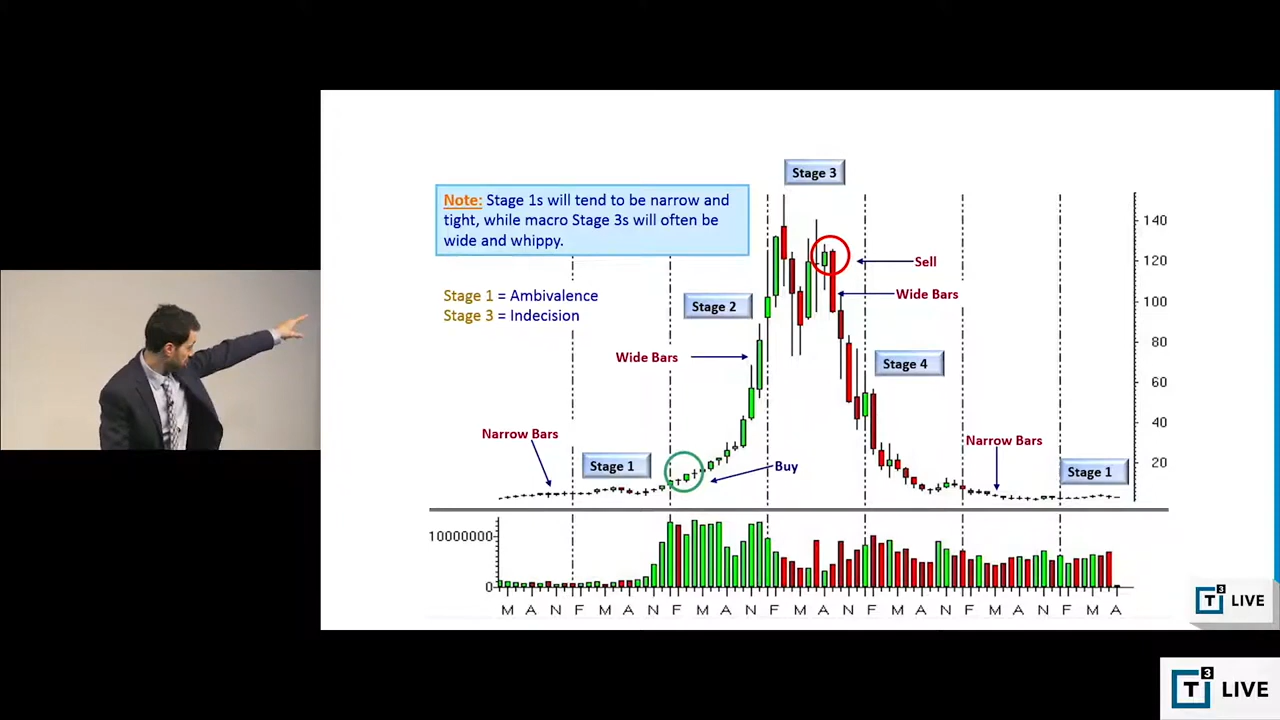 Stage 3
Note: Stage 1s will tend to be narrow and
tight, while macro Stage 3s will often be
wide and whippy.
140
120
Sell
Stage 1 = Ambivalence
Stage 3 = Indecision
Stage 2
Wide Bars
100
80
Wide Bars
Stage 4
60
40
Narrow Bars
Narrow Bars
Stage 1
Buy
Stage 1
20
10000000
0
M A N F M A N F M A N F M A N F M A N F M A N F M A
T3 LIVE
T3 LIVE